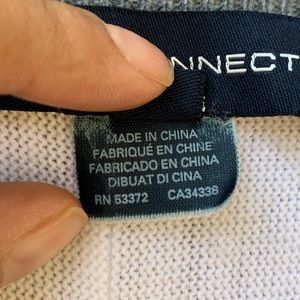 NNECT
MADE IN CHINA
FABRIQUÉ EN CHINE
FABRICADO EN CHINA
DIBUAT DI CINA
RN 53372 CA34338